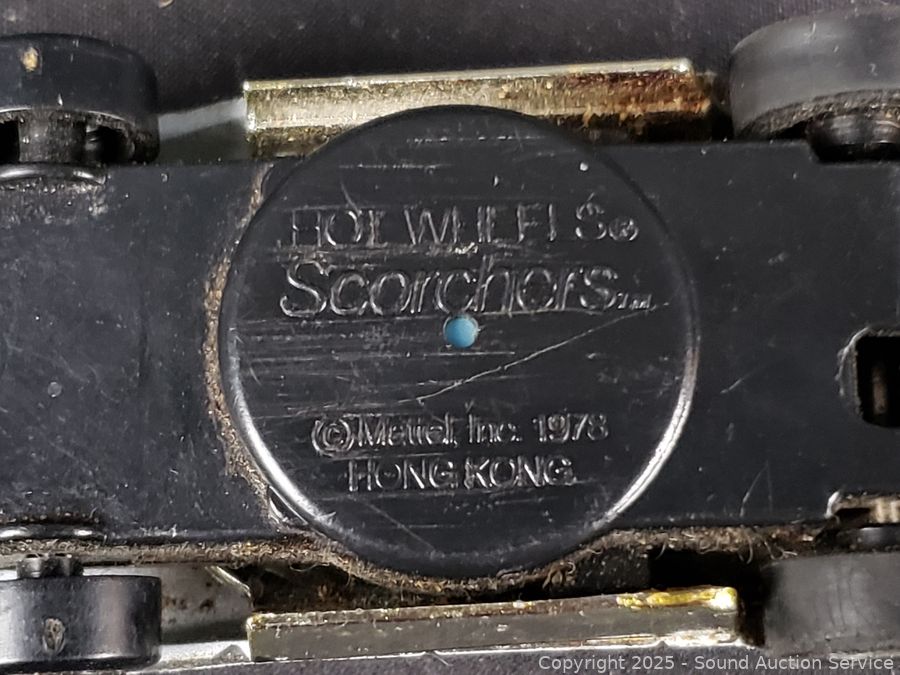 HOT WHEELS®
Scorchers™
©Mattel, Inc. 1978
HONG KONG
Copyright 2025 - Sound Auction Service